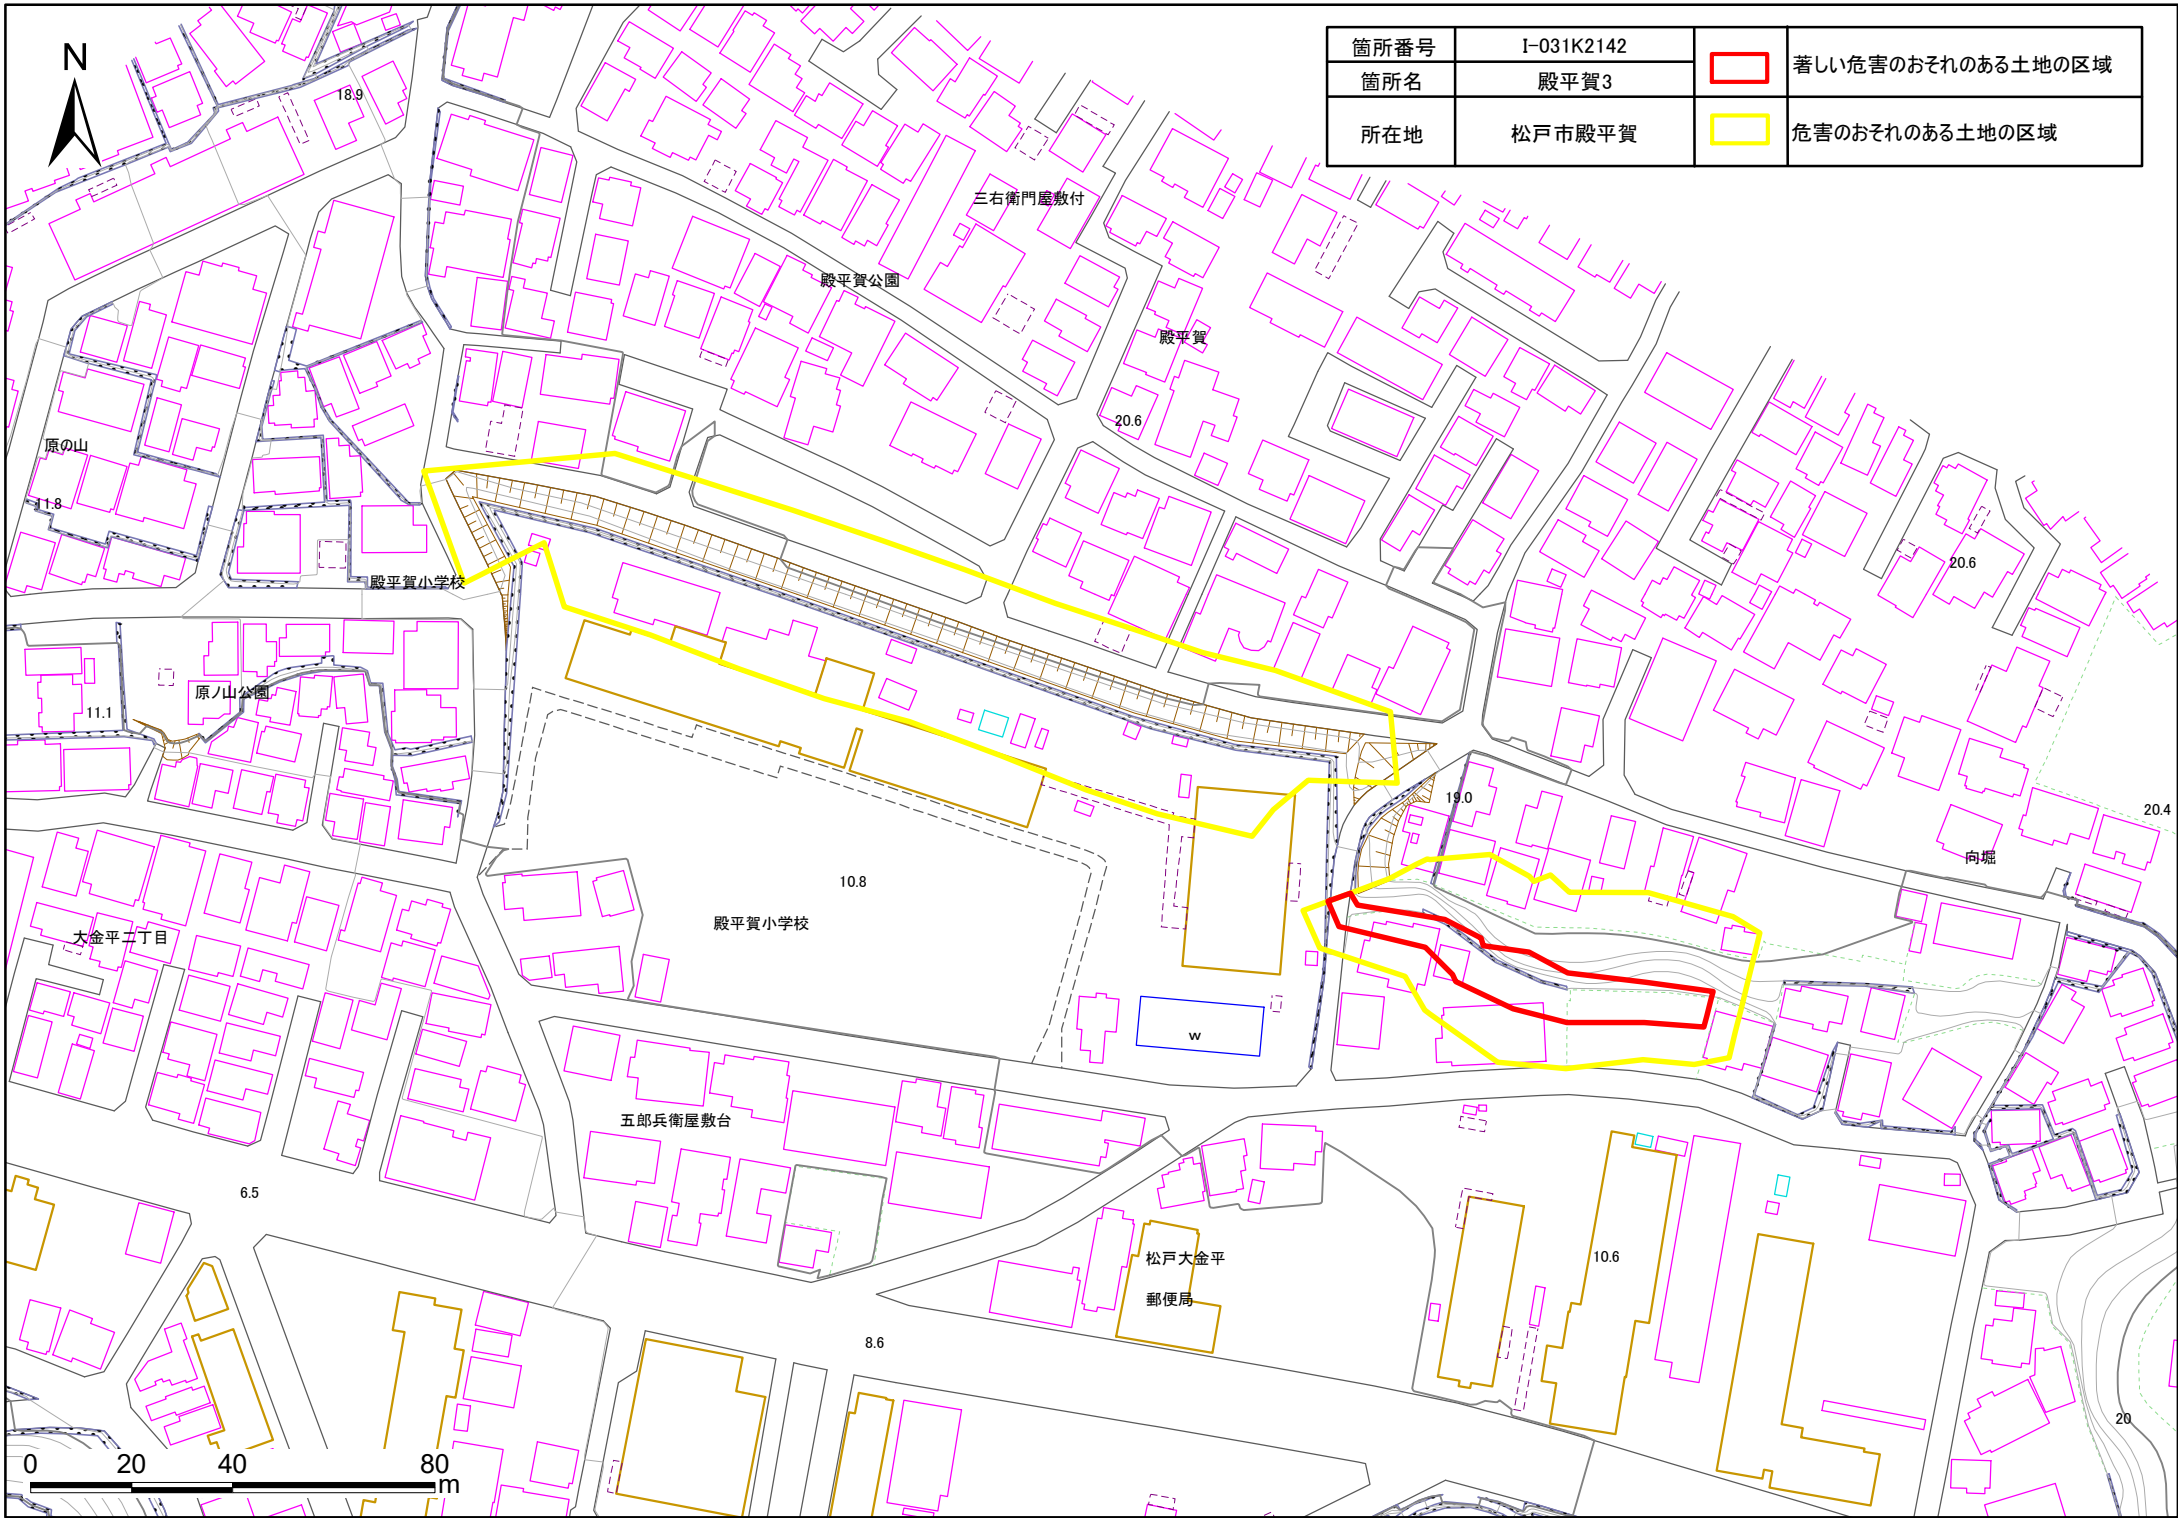 N
箇所番号 I-031K2142 著しい危害のおそれのある土地の区域
箇所名 殿平賀3
所在地 松戸市殿平賀 危害のおそれのある土地の区域
18.9
三右衛門屋敷付
殿平賀公園
殿平賀
20.6
原の山
11.8
20.6
殿平賀小学校
原ノ山公園
11.1
19.0
20.4
向堀
10.8
殿平賀小学校
大金平二丁目
W
五郎兵衛屋敷台
6.5
松戸大金平
郵便局
10.6
8.6
20
0 20 40 80
m